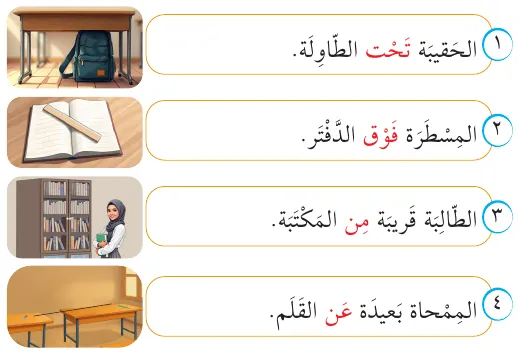 ١ الحَقيبَة تَحْت الطّاوِلَة.
٢ المِسْطَرَة فَوْق الدَّفْتَر.
٣ الطّالِبَة قَريبَة مِن المَكْتَبَة.
٤ المِمْحاة بَعيدَة عَن القَلَم.